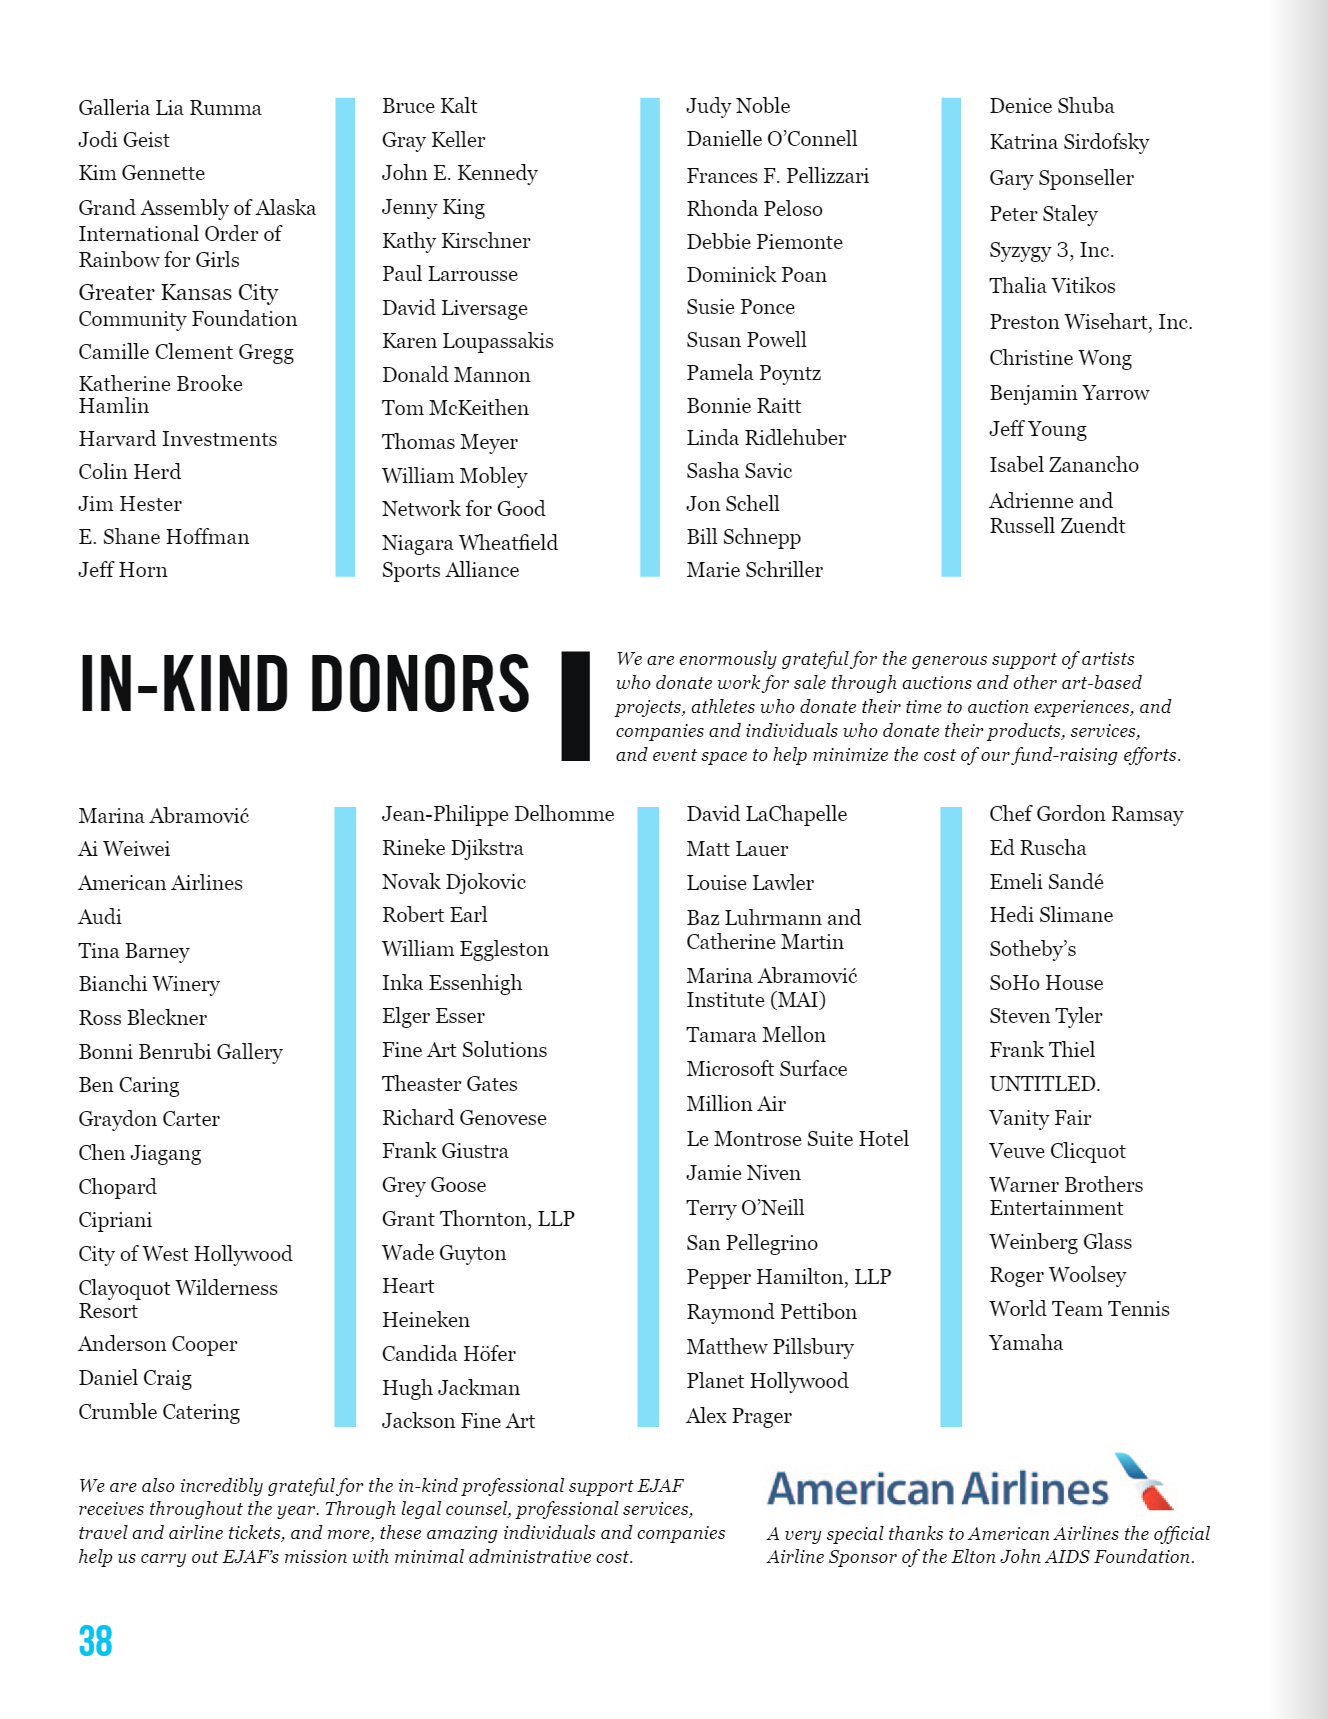 Galleria Lia Rumma
Jodi Geist
Kim Gennette
Grand Assembly of Alaska
International Order of
Rainbow for Girls
Greater Kansas City
Community Foundation
Camille Clement Gregg
Katherine Brooke
Hamlin
Harvard Investments
Colin Herd
Jim Hester
E. Shane Hoffman
Jeff Horn
Bruce Kalt
Gray Keller
John E. Kennedy
Jenny King
Kathy Kirschner
Paul Larrousse
David Liversage
Karen Loupassakis
Donald Mannon
Tom McKeithen
Thomas Meyer
William Mobley
Network for Good
Niagara Wheatfield
Sports Alliance
Judy Noble
Danielle O’Connell
Frances F. Pellizzari
Rhonda Peloso
Debbie Piemonte
Dominick Poan
Susie Ponce
Susan Powell
Pamela Poyntz
Bonnie Raitt
Linda Ridlehuber
Sasha Savic
Jon Schell
Bill Schnepp
Marie Schriller
Denice Shuba
Katrina Sirdofsky
Gary Sponseller
Peter Staley
Syzygy 3, Inc.
Thalia Vitikos
Preston Wisehart, Inc.
Christine Wong
Benjamin Yarrow
Jeff Young
Isabel Zanancho
Adrienne and
Russell Zuendt
IN-KIND DONORS
We are enormously grateful for the generous support of artists
who donate work for sale through auctions and other art-based
projects, athletes who donate their time to auction experiences, and
companies and individuals who donate their products, services,
and event space to help minimize the cost of our fund-raising efforts.
Marina Abramović
Ai Weiwei
American Airlines
Audi
Tina Barney
Bianchi Winery
Ross Bleckner
Bonni Benrubi Gallery
Ben Caring
Graydon Carter
Chen Jiagang
Chopard
Cipriani
City of West Hollywood
Clayoquot Wilderness
Resort
Anderson Cooper
Daniel Craig
Crumble Catering
Jean-Philippe Delhomme
Rineke Djikstra
Novak Djokovic
Robert Earl
William Eggleston
Inka Essenhigh
Elger Esser
Fine Art Solutions
Theaster Gates
Richard Genovese
Frank Giustra
Grey Goose
Grant Thornton, LLP
Wade Guyton
Heart
Heineken
Candida Höfer
Hugh Jackman
Jackson Fine Art
David LaChapelle
Matt Lauer
Louise Lawler
Baz Luhrmann and
Catherine Martin
Marina Abramović
Institute (MAI)
Tamara Mellon
Microsoft Surface
Million Air
Le Montrose Suite Hotel
Jamie Niven
Terry O’Neill
San Pellegrino
Pepper Hamilton, LLP
Raymond Pettibon
Matthew Pillsbury
Planet Hollywood
Alex Prager
Chef Gordon Ramsay
Ed Ruscha
Emeli Sandé
Hedi Slimane
Sotheby’s
SoHo House
Steven Tyler
Frank Thiel
UNTITLED.
Vanity Fair
Veuve Clicquot
Warner Brothers
Entertainment
Weinberg Glass
Roger Woolsey
World Team Tennis
Yamaha
We are also incredibly grateful for the in-kind professional support EJAF
receives throughout the year. Through legal counsel, professional services,
travel and airline tickets, and more, these amazing individuals and companies
help us carry out EJAF’s mission with minimal administrative cost.
American Airlines
A very special thanks to American Airlines the official
Airline Sponsor of the Elton John AIDS Foundation.
38